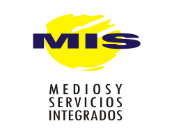 MIS
MEDIOS Y
SERVICIOS
INTEGRADOS